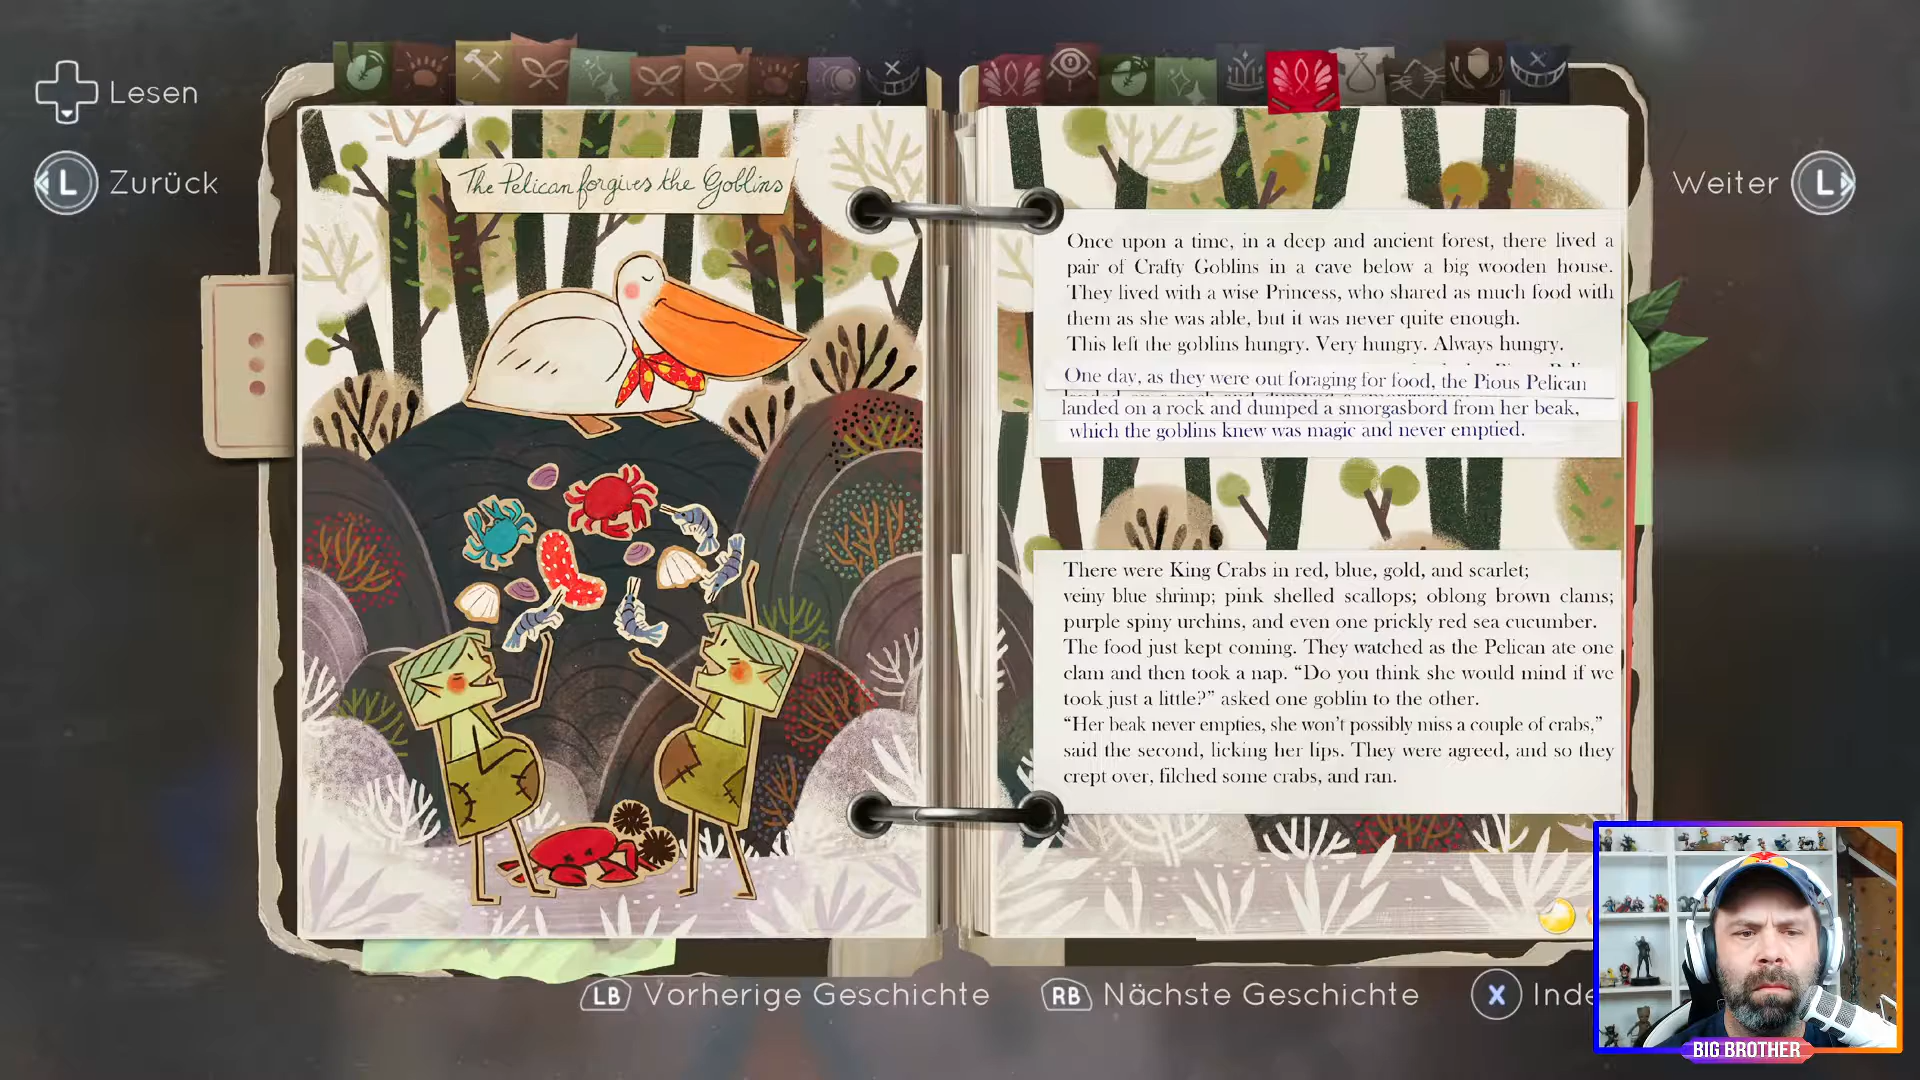 Lesen
L Zurück
Weiter L
The Pelican forgives the Goblins
Once upon a time, in a deep and ancient forest, there lived a
pair of Crafty Goblins in a cave below a big wooden house.
They lived with a wise Princess, who shared as much food with
them as she was able, but it was never quite enough.
This left the goblins hungry. Very hungry. Always hungry.
One day, as they were out foraging for food, the Pious Pelican
landed on a rock and dumped a smorgasbord from her beak,
which the goblins knew was magic and never emptied.
There were King Crabs in red, blue, gold, and scarlet;
veiny blue shrimp; pink shelled scallops; oblong brown clams;
purple spiny urchins, and even one prickly red sea cucumber.
The food just kept coming. They watched as the Pelican ate one
clam and then took a nap. “Do you think she would mind if we
took just a little?” asked one goblin to the other.
“Her beak never empties, she won’t possibly miss a couple of crabs,”
said the second, licking her lips. They were agreed, and so they
crept over, filched some crabs, and ran.
LB Vorherige Geschichte
RB Nächste Geschichte
X Inde
BIG BROTHER